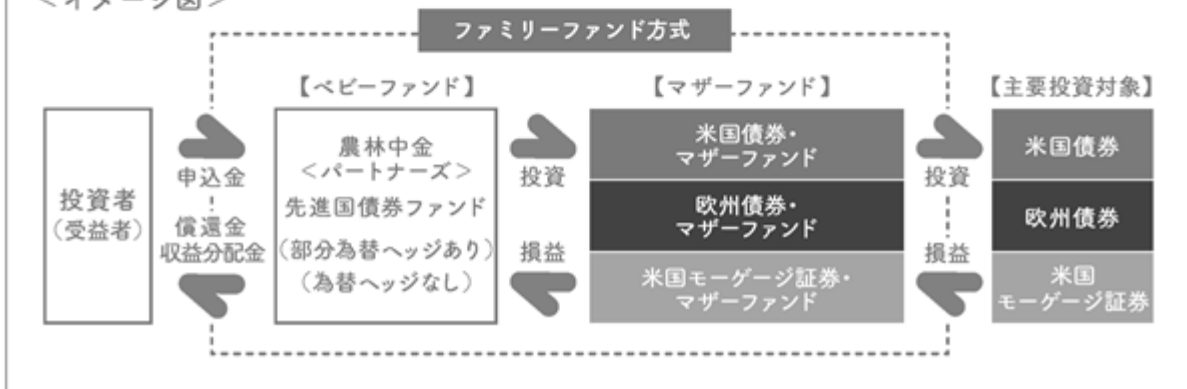 ＜イメージ図＞
ファミリーファンド方式
【ベビーファンド】
【マザーファンド】
【主要投資対象】
投資者
（受益者）
申込金
償還金
収益分配金
農林中金
＜パートナーズ＞
先進国債券ファンド
（部分為替ヘッジあり）
（為替ヘッジなし）
投資
損益
米国債券・
マザーファンド
欧州債券・
マザーファンド
米国モーゲージ証券・
マザーファンド
投資
損益
米国債券
欧州債券
米国
モーゲージ証券